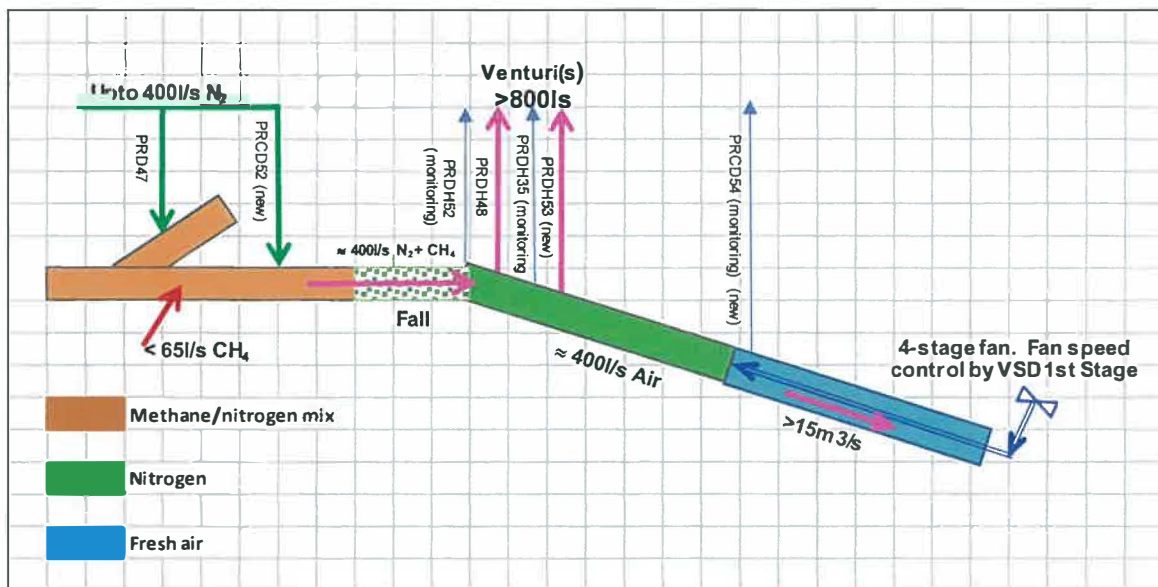 Upto 400l/s N₂
Venturi(s)
>800ls
PRD47
PRCD52 (new)
PRDH52
(monitoring)
PRDH48
PRDH35 (monitoring
PRDH53 (new)
PRCD54 (monitoring) (new)
≈ 400l/s N₂+ CH₄
Fall
< 65l/s CH₄
≈ 400l/s Air
4-stage fan. Fan speed
control by VSD 1st Stage
>15m3/s
Methane/nitrogen mix
Nitrogen
Fresh air